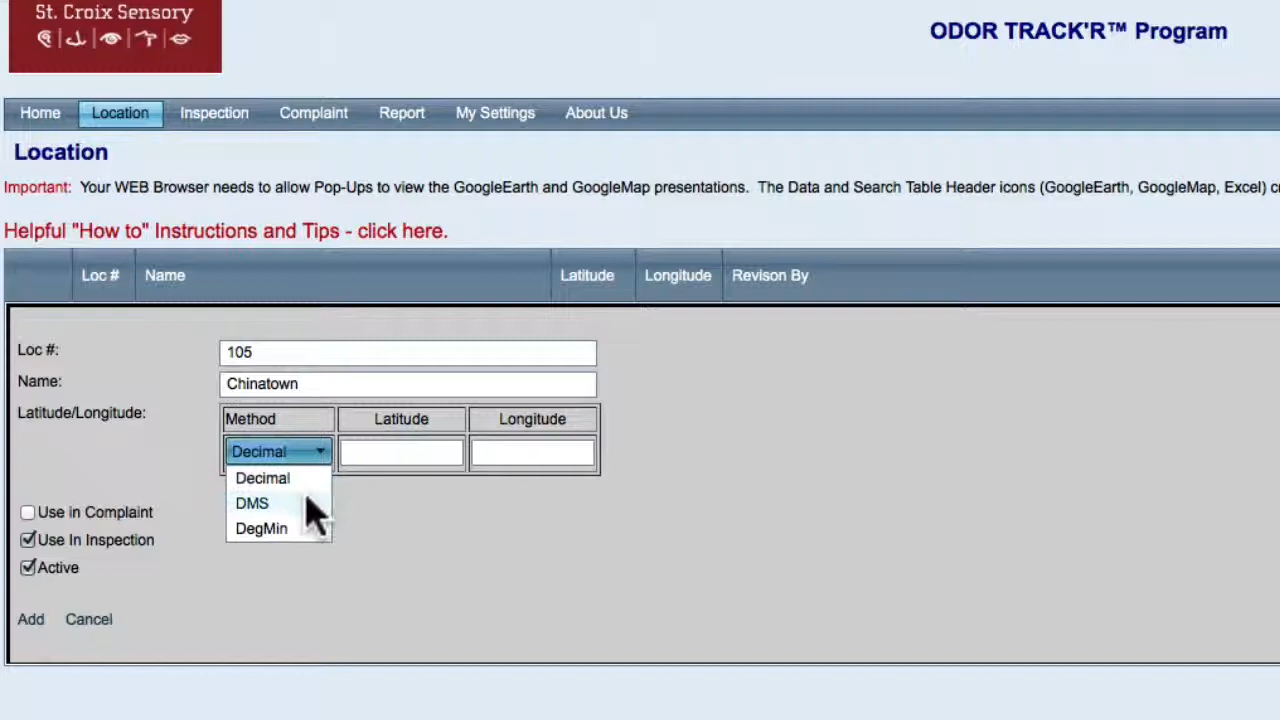 St. Croix Sensory
ODOR TRACK'R™ Program
Home Location Inspection Complaint Report My Settings About Us
Location
Important: Your WEB Browser needs to allow Pop-Ups to view the GoogleEarth and GoogleMap presentations. The Data and Search Table Header icons (GoogleEarth, GoogleMap, Excel)
Helpful "How to" Instructions and Tips - click here.
Loc # Name Latitude Longitude Revison By
Loc #: 105
Name: Chinatown
Latitude/Longitude: Method Latitude Longitude
Decimal
Decimal
DMS
DegMin
Use in Complaint
Use In Inspection
Active
Add Cancel